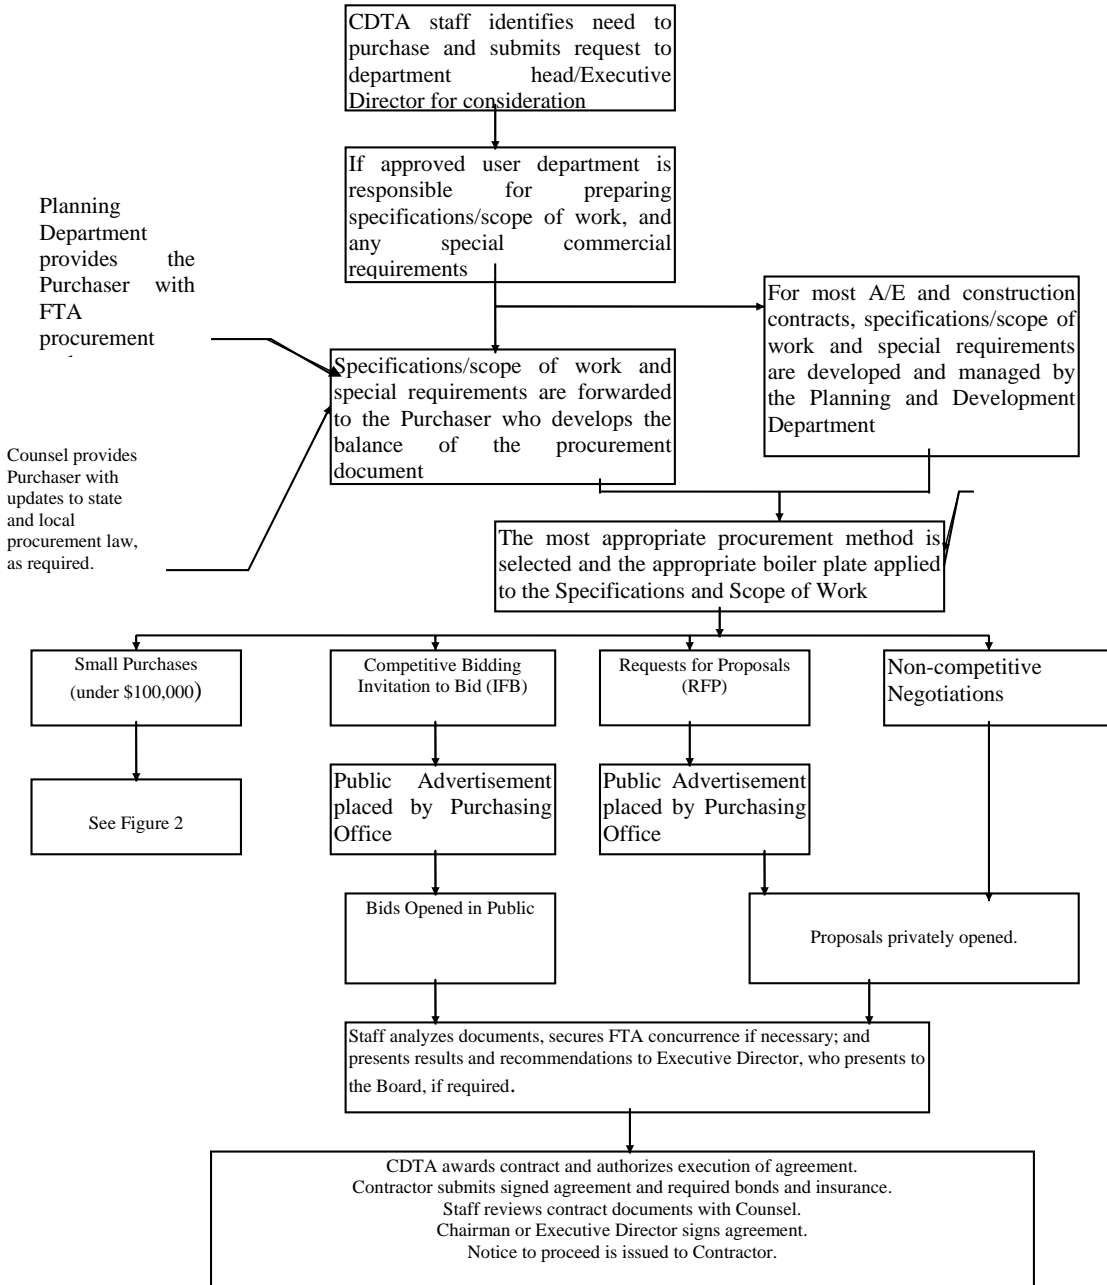 CDTA staff identifies need to
purchase and submits request to
department head/Executive
Director for consideration
If approved user department is
responsible for preparing
specifications/scope of work, and
any special commercial
requirements
Planning
Department
provides the
Purchaser with
FTA
procurement
For most A/E and construction
contracts, specifications/scope of
work and special requirements
are developed and managed by
the Planning and Development
Department
Specifications/scope of work and
special requirements are forwarded
to the Purchaser who develops the
balance of the procurement
document
Counsel provides
Purchaser with
updates to state
and local
procurement law,
as required.
The most appropriate procurement method is
selected and the appropriate boiler plate applied
to the Specifications and Scope of Work
Small Purchases
(under $100,000)
Competitive Bidding
Invitation to Bid (IFB)
Requests for Proposals
(RFP)
Non-competitive
Negotiations
See Figure 2
Public Advertisement
placed by Purchasing
Office
Public Advertisement
placed by Purchasing
Office
Bids Opened in Public
Proposals privately opened.
Staff analyzes documents, secures FTA concurrence if necessary; and
presents results and recommendations to Executive Director, who presents to
the Board, if required.
CDTA awards contract and authorizes execution of agreement.
Contractor submits signed agreement and required bonds and insurance.
Staff reviews contract documents with Counsel.
Chairman or Executive Director signs agreement.
Notice to proceed is issued to Contractor.